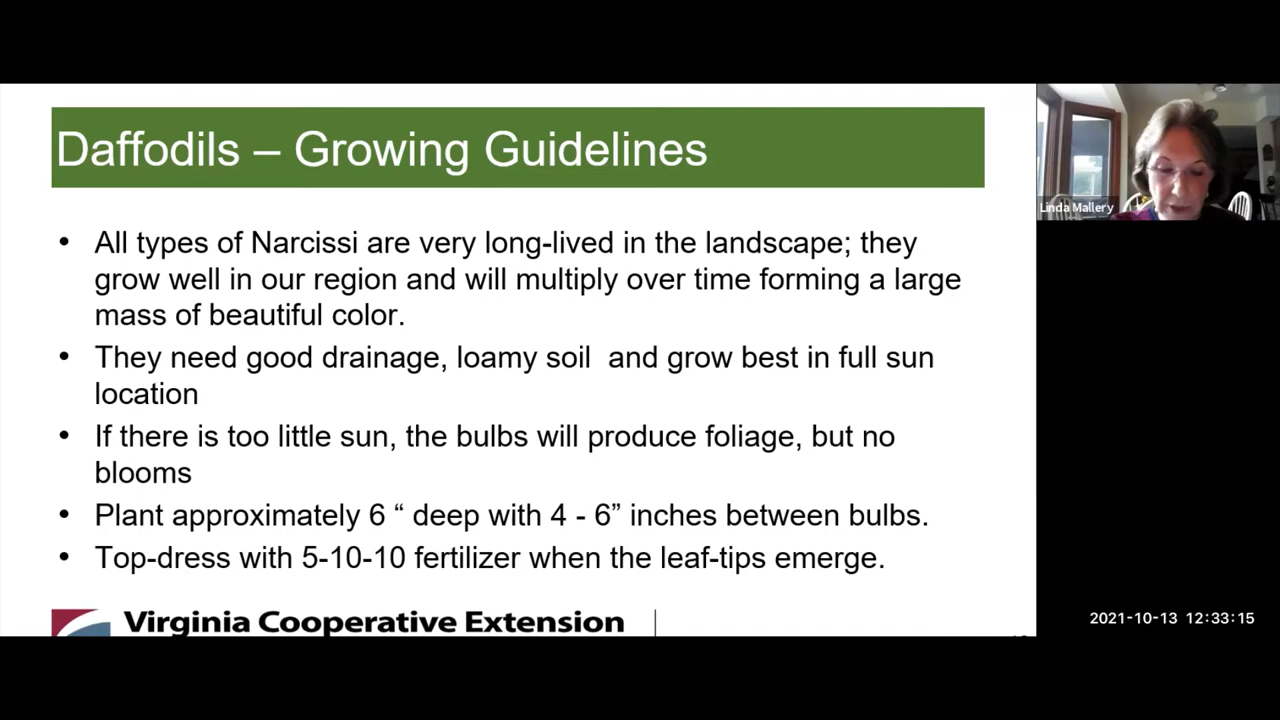 Daffodils – Growing Guidelines
• All types of Narcissi are very long-lived in the landscape; they
grow well in our region and will multiply over time forming a large
mass of beautiful color.
• They need good drainage, loamy soil  and grow best in full sun
location
• If there is too little sun, the bulbs will produce foliage, but no
blooms
• Plant approximately 6 “ deep with 4 - 6” inches between bulbs.
• Top-dress with 5-10-10 fertilizer when the leaf-tips emerge.
Virginia Cooperative Extension
Linda Mallery
2021-10-13 12:33:15